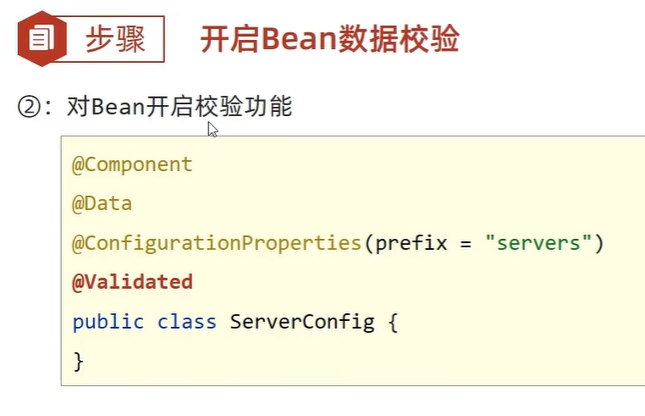 步骤 开启Bean数据校验
②：对Bean开启校验功能
@Component
@Data
@ConfigurationProperties(prefix = "servers")
@Validated
public class ServerConfig {
}